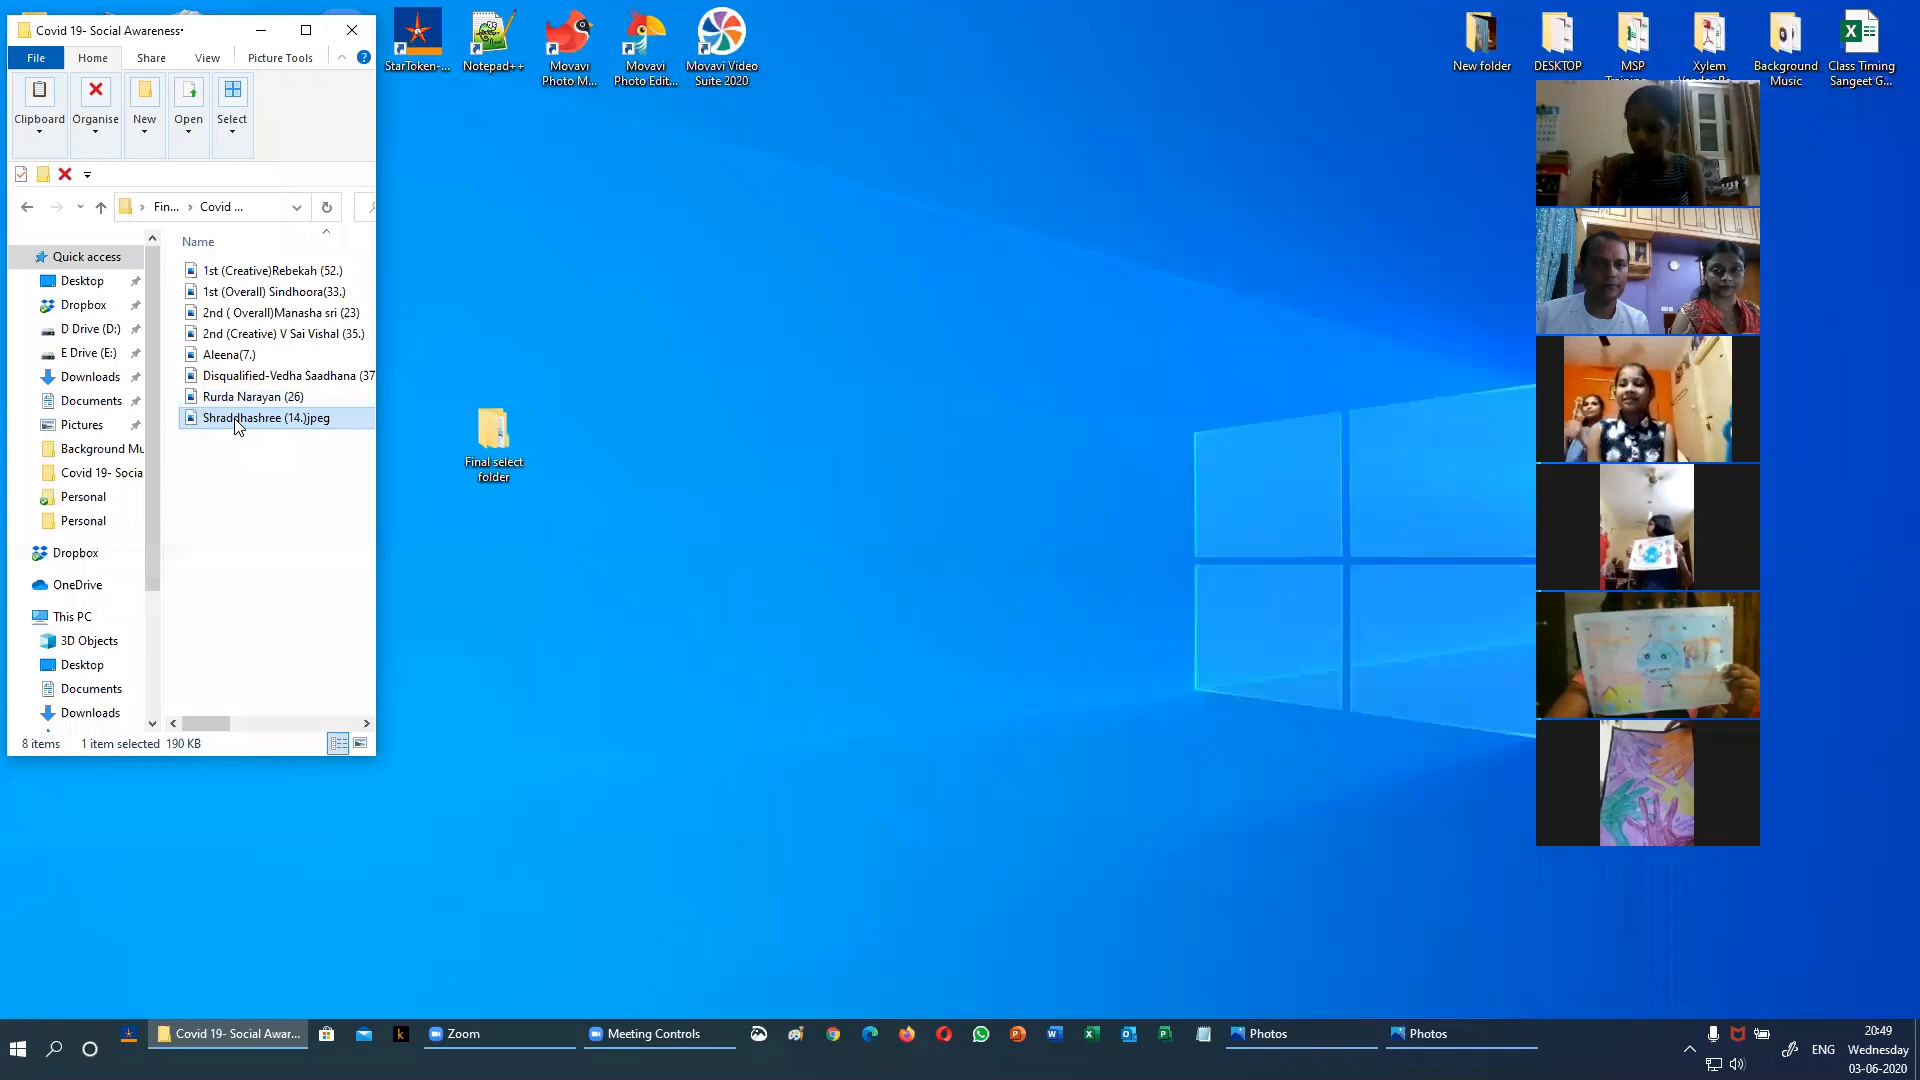 Covid 19- Social Awareness
File
Home
Share
View
Picture Tools
Clipboard
Organise
New
Open
Select
Fin...
Covid ...
Name
Quick access
Desktop
Dropbox
D Drive (D:)
E Drive (E:)
Downloads
Documents
Pictures
Background Mu
Covid 19- Socia
Personal
Personal
Dropbox
OneDrive
This PC
3D Objects
Desktop
Documents
Downloads
1st (Creative)Rebekah (52.)
1st (Overall) Sindhoora(33.)
2nd ( Overall)Manasha sri (23)
2nd (Creative) V Sai Vishal (35.)
Aleena(7.)
Disqualified-Vedha Saadhana (37
Rurda Narayan (26)
Shraddhashree (14.)jpeg
8 items
1 item selected
190 KB
StarToken-...
Notepad++
Movavi
Photo M...
Movavi
Photo Edit...
Movavi Video
Suite 2020
New folder
DESKTOP
MSP
Training
Xylem
Background
Music
Class Timing
Sangeet G...
Final select
folder
Covid 19- Social Awar...
Zoom
Meeting Controls
Photos
Photos
ENG
20:49
Wednesday
03-06-2020